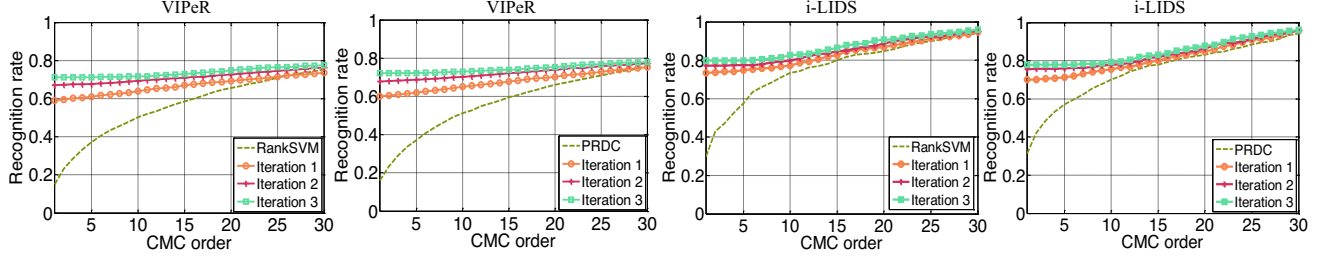 VIPeR
Recognition rate
1
0.8
0.6
0.4
0.2
0
5 10 15 20 25 30
CMC order
RankSVM
Iteration 1
Iteration 2
Iteration 3
VIPeR
Recognition rate
1
0.8
0.6
0.4
0.2
0
5 10 15 20 25 30
CMC order
PRDC
Iteration 1
Iteration 2
Iteration 3
i-LIDS
Recognition rate
1
0.8
0.6
0.4
0.2
0
5 10 15 20 25 30
CMC order
RankSVM
Iteration 1
Iteration 2
Iteration 3
i-LIDS
Recognition rate
1
0.8
0.6
0.4
0.2
0
5 10 15 20 25 30
CMC order
PRDC
Iteration 1
Iteration 2
Iteration 3